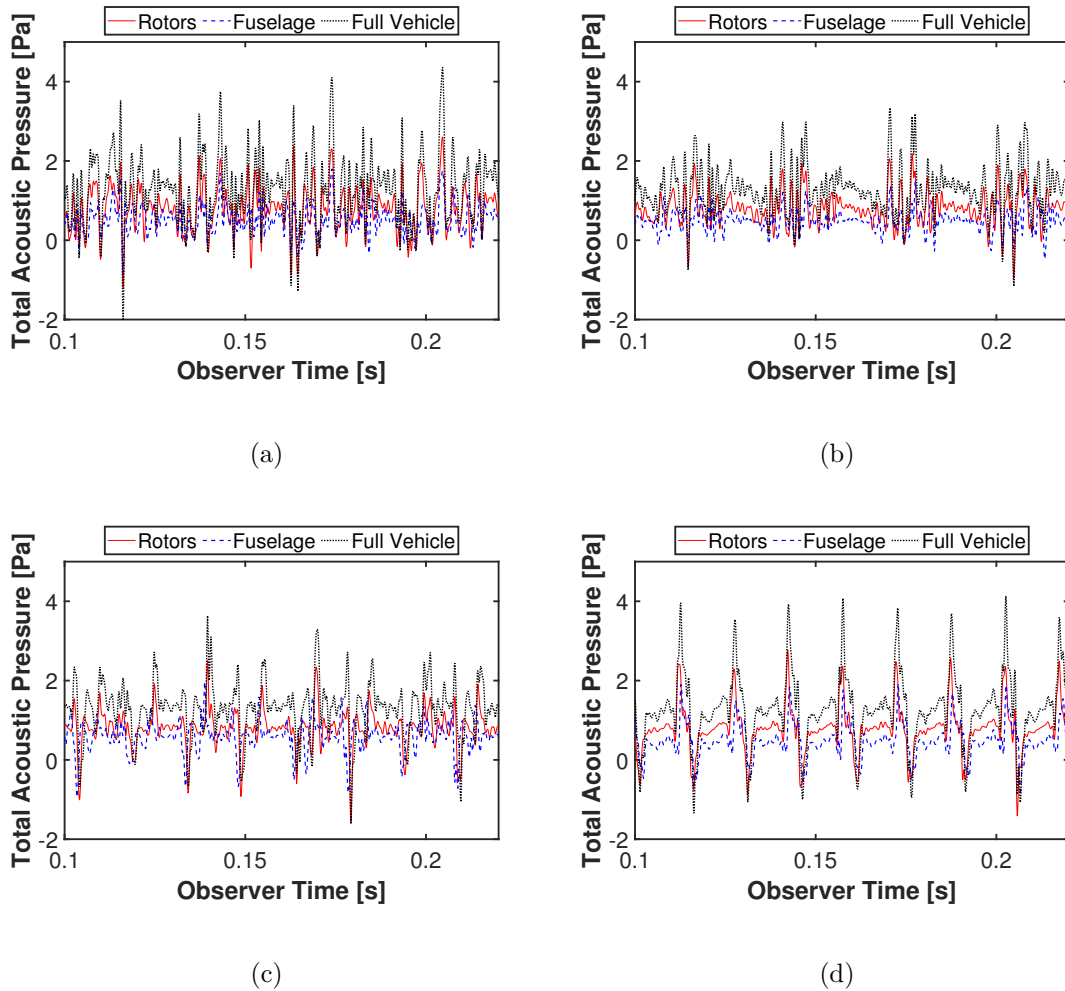 Rotors Fuselage Full Vehicle
Total Acoustic Pressure [Pa]
4
2
0
-2
0.1 0.15 0.2
Observer Time [s]
(a)
Rotors Fuselage Full Vehicle
Total Acoustic Pressure [Pa]
4
2
0
-2
0.1 0.15 0.2
Observer Time [s]
(b)
Rotors Fuselage Full Vehicle
Total Acoustic Pressure [Pa]
4
2
0
-2
0.1 0.15 0.2
Observer Time [s]
(c)
Rotors Fuselage Full Vehicle
Total Acoustic Pressure [Pa]
4
2
0
-2
0.1 0.15 0.2
Observer Time [s]
(d)